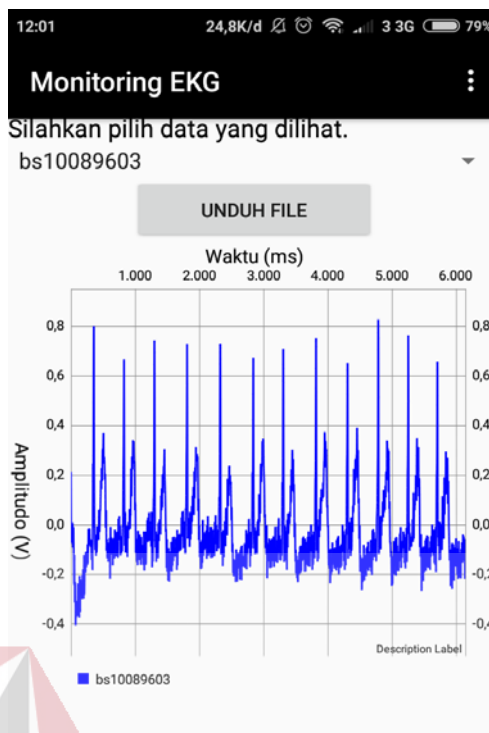 12:01 24,8K/d 3 3G 79%
Monitoring EKG
Silahkan pilih data yang dilihat.
bs10089603
UNDUH FILE
Waktu (ms)
1.000 2.000 3.000 4.000 5.000 6.000
0,8 0,8
0,6 0,6
0,4 0,4
0,2 0,2
0,0 0,0
-0,2 -0,2
-0,4 -0,4
Amplitudo (V)
Description Label
bs10089603